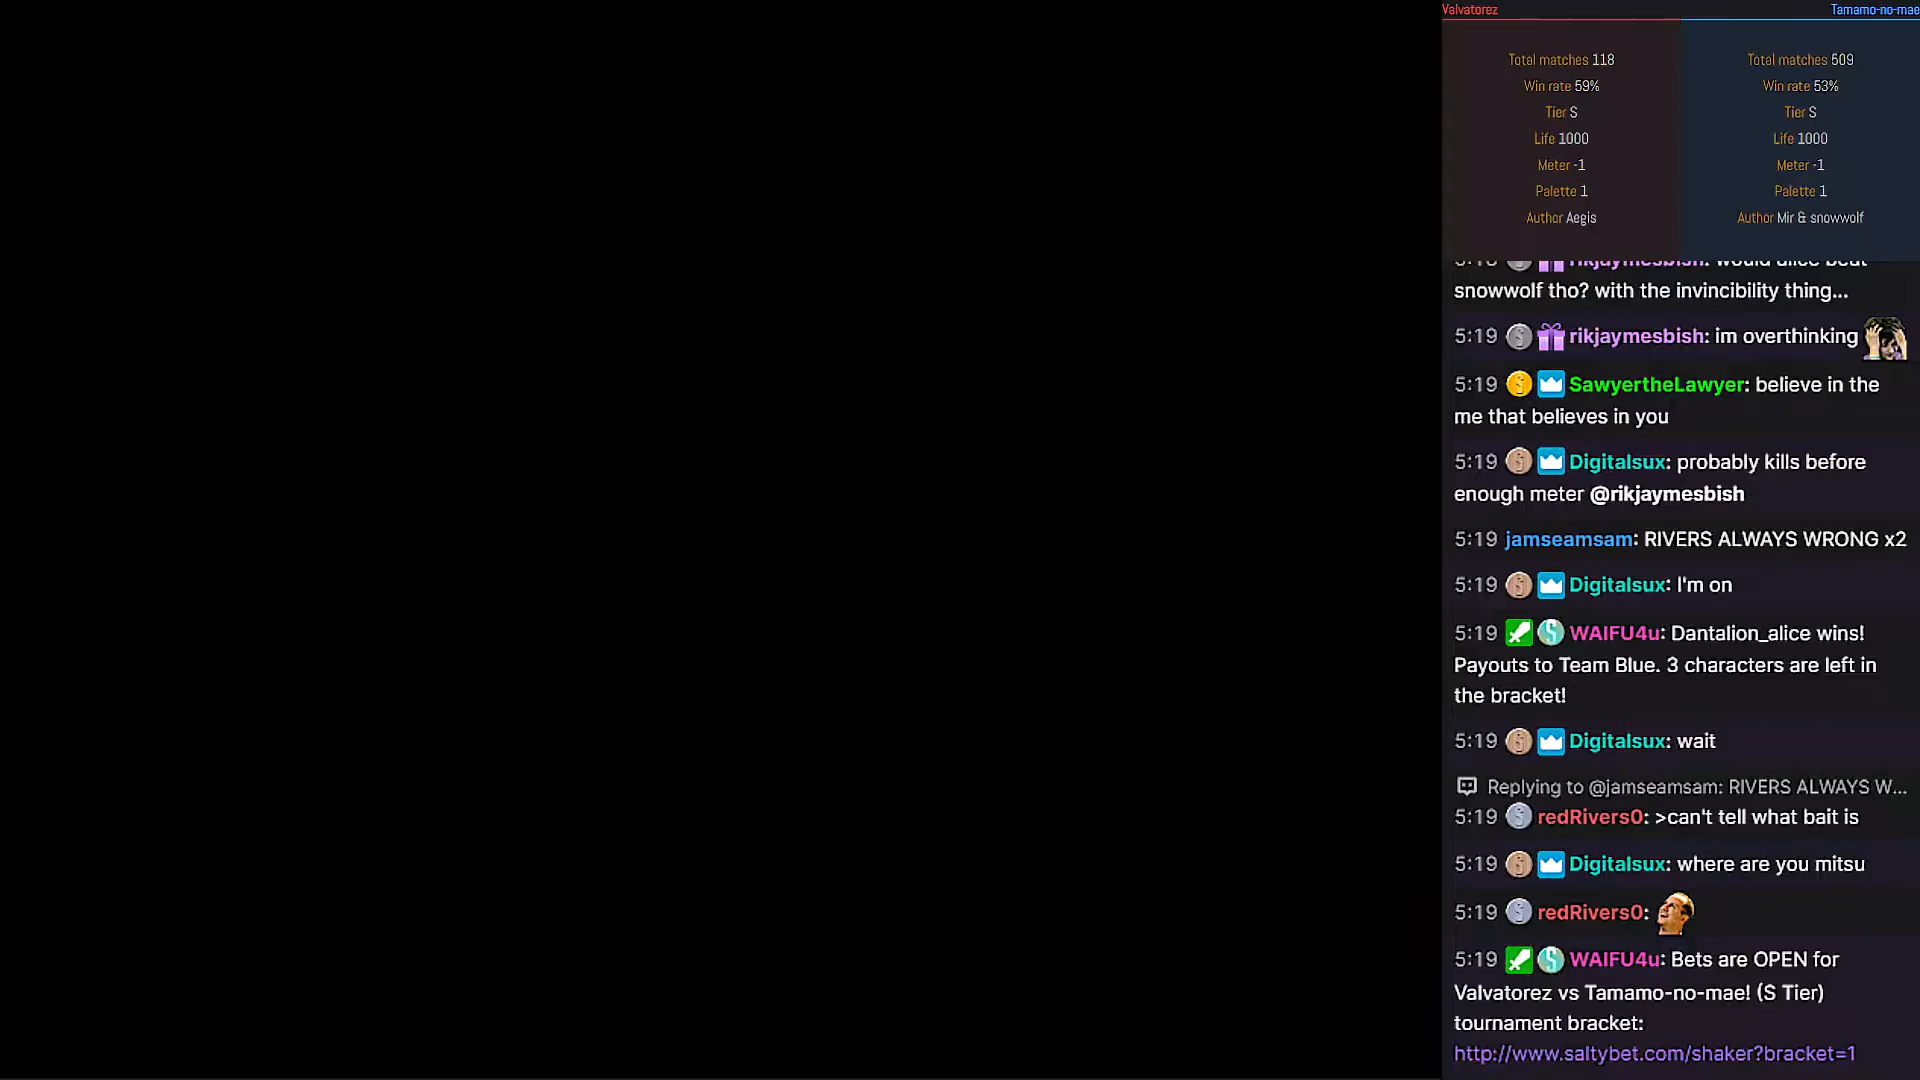 Valvatorez
Tamamo-no-mae
Total matches 118
Win rate 59%
Tier S
Life 1000
Meter -1
Palette 1
Author Aegis
Total matches 509
Win rate 53%
Tier S
Life 1000
Meter -1
Palette 1
Author Mir & snowwolf
rikjaymesbish: would alice beat
snowwolf tho? with the invincibility thing...
5:19 rikjaymesbish: im overthinking
5:19 SawyertheLawyer: believe in the
me that believes in you
5:19 Digitalsux: probably kills before
enough meter @rikjaymesbish
5:19 jamseamsam: RIVERS ALWAYS WRONG x2
5:19 Digitalsux: I'm on
5:19 WAIFU4u: Dantalion_alice wins!
Payouts to Team Blue. 3 characters are left in
the bracket!
5:19 Digitalsux: wait
Replying to @jamseamsam: RIVERS ALWAYS W...
5:19 redRivers0: >can't tell what bait is
5:19 Digitalsux: where are you mitsu
5:19 redRivers0:
5:19 WAIFU4u: Bets are OPEN for
Valvatorez vs Tamamo-no-mae! (S Tier)
tournament bracket:
http://www.saltybet.com/shaker?bracket=1